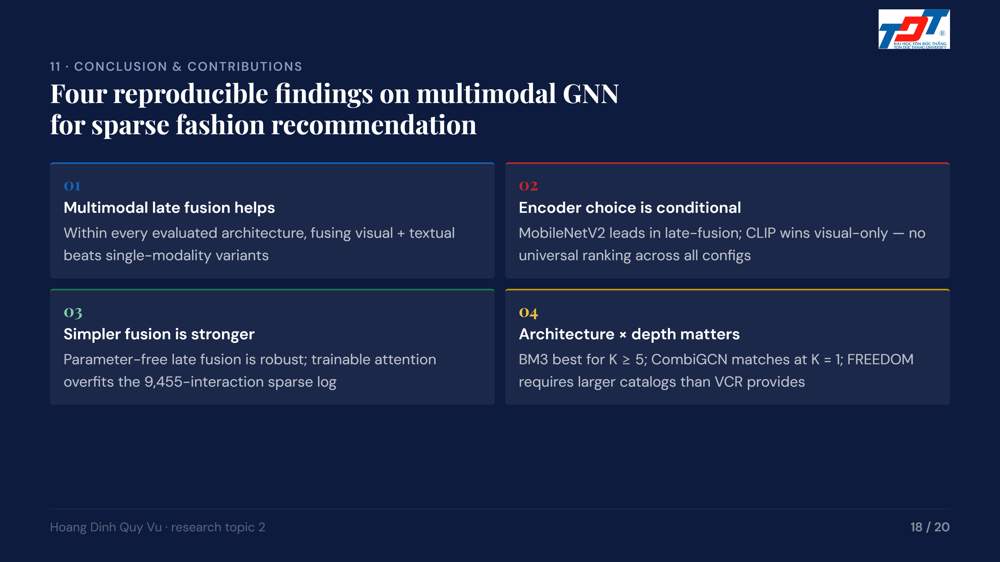 TDT
®
ĐẠI HỌC TÔN ĐỨC THẮNG
TON DUC THANG UNIVERSITY
11 · CONCLUSION & CONTRIBUTIONS
Four reproducible findings on multimodal GNN
for sparse fashion recommendation
01
Multimodal late fusion helps
Within every evaluated architecture, fusing visual + textual
beats single-modality variants
02
Encoder choice is conditional
MobileNetV2 leads in late-fusion; CLIP wins visual-only — no
universal ranking across all configs
03
Simpler fusion is stronger
Parameter-free late fusion is robust; trainable attention
overfits the 9,455-interaction sparse log
04
Architecture × depth matters
BM3 best for K ≥ 5; CombiGCN matches at K = 1; FREEDOM
requires larger catalogs than VCR provides
Hoang Dinh Quy Vu · research topic 2
18 / 20